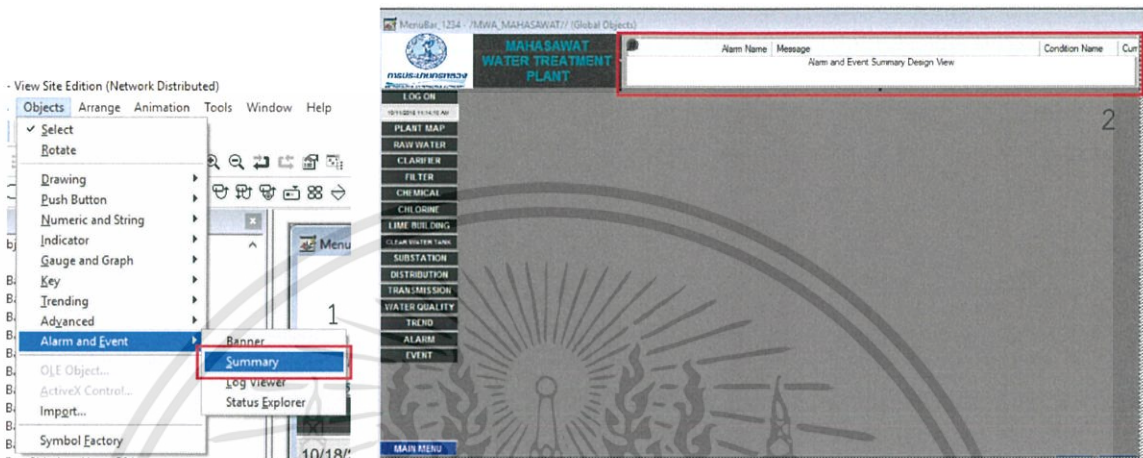 - View Site Edition (Network Distributed)
Objects Arrange Animation Tools Window Help
Select
Rotate
Drawing
Push Button
Numeric and String
Indicator
Gauge and Graph
Key
Trending
Advanced
Alarm and Event
OLE Object...
ActiveX Control...
Import...
Symbol Factory
Banner
Summary
Log Viewer
Status Explorer
Menu
1
10/18/
MenuBar_1234 - /MWA_MAHASAWAT// (Global Objects)
MAHASAWAT
WATER TREATMENT
PLANT
Alarm Name Message Condition Name Curr
Alarm and Event Summary Design View
LOG ON
PLANT MAP
RAW WATER
CLARIFIER
FILTER
CHEMICAL
CHLORINE
LIME BUILDING
CLEAR WATER TANK
SUBSTATION
DISTRIBUTION
TRANSMISSION
WATER QUALITY
TREND
ALARM
EVENT
MAIN MENU
2